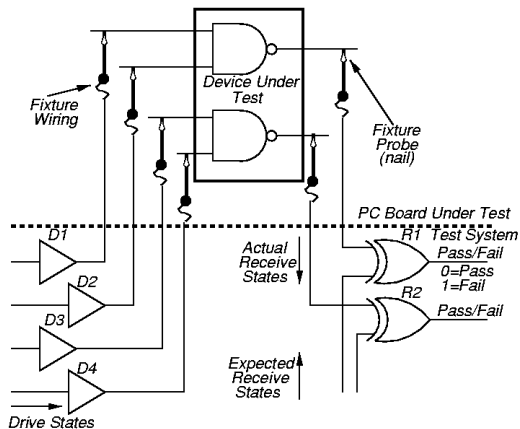 Device Under
Test
Fixture
Wiring
Fixture
Probe
(nail)
PC Board Under Test
Test System
D1
D2
D3
D4
Drive States
Actual
Receive
States
Expected
Receive
States
R1
Pass/Fail
0=Pass
1=Fail
R2
Pass/Fail